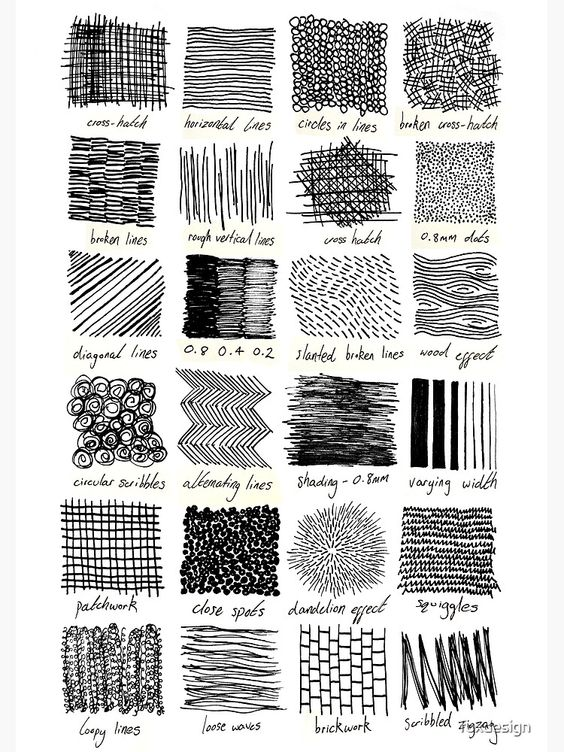 cross-hatch
horizontal lines
circles in lines
broken cross-hatch
broken lines
rough vertical lines
cross hatch
0.8mm dots
diagonal lines
0.8 0.4 0.2
slanted broken lines
wood effect
circular scribbles
alternating lines
shading - 0.8mm
varying width
patchwork
close spots
dandelion effect
squiggles
loopy lines
loose waves
brickwork
scribbled zigzag